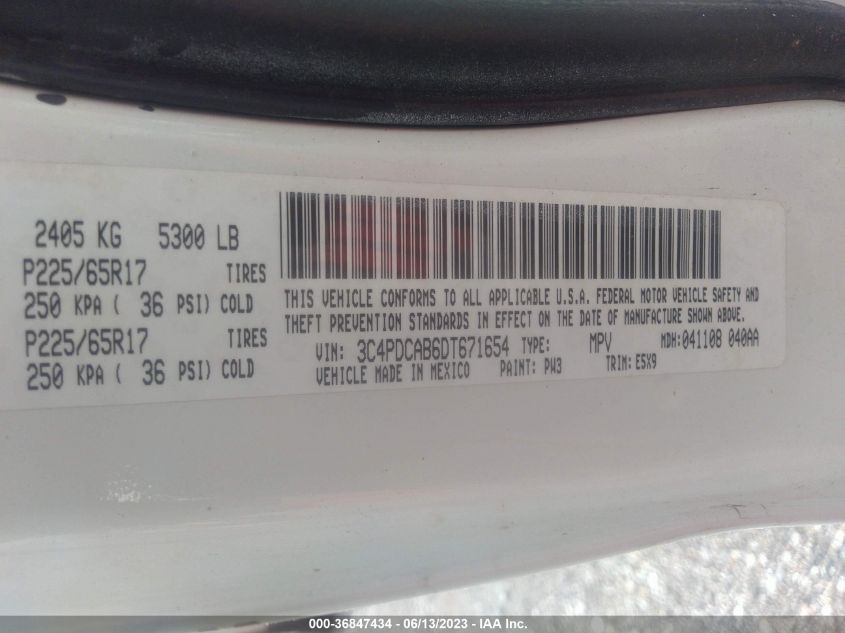 2405 KG 5300 LB
P225/65R17 TIRES
250 KPA ( 36 PSI) COLD
P225/65R17 TIRES
250 KPA ( 36 PSI) COLD
THIS VEHICLE CONFORMS TO ALL APPLICABLE U.S.A. FEDERAL MOTOR VEHICLE SAFETY AND
THEFT PREVENTION STANDARDS IN EFFECT ON THE DATE OF MANUFACTURE SHOWN ABOVE.
VIN: 3C4PDCAB6DT671654 TYPE: MPV MDH:041108 040AA
VEHICLE MADE IN MEXICO PAINT: PW3 TRIM: ESX9
000-36847434 - 06/13/2023 - IAA Inc.